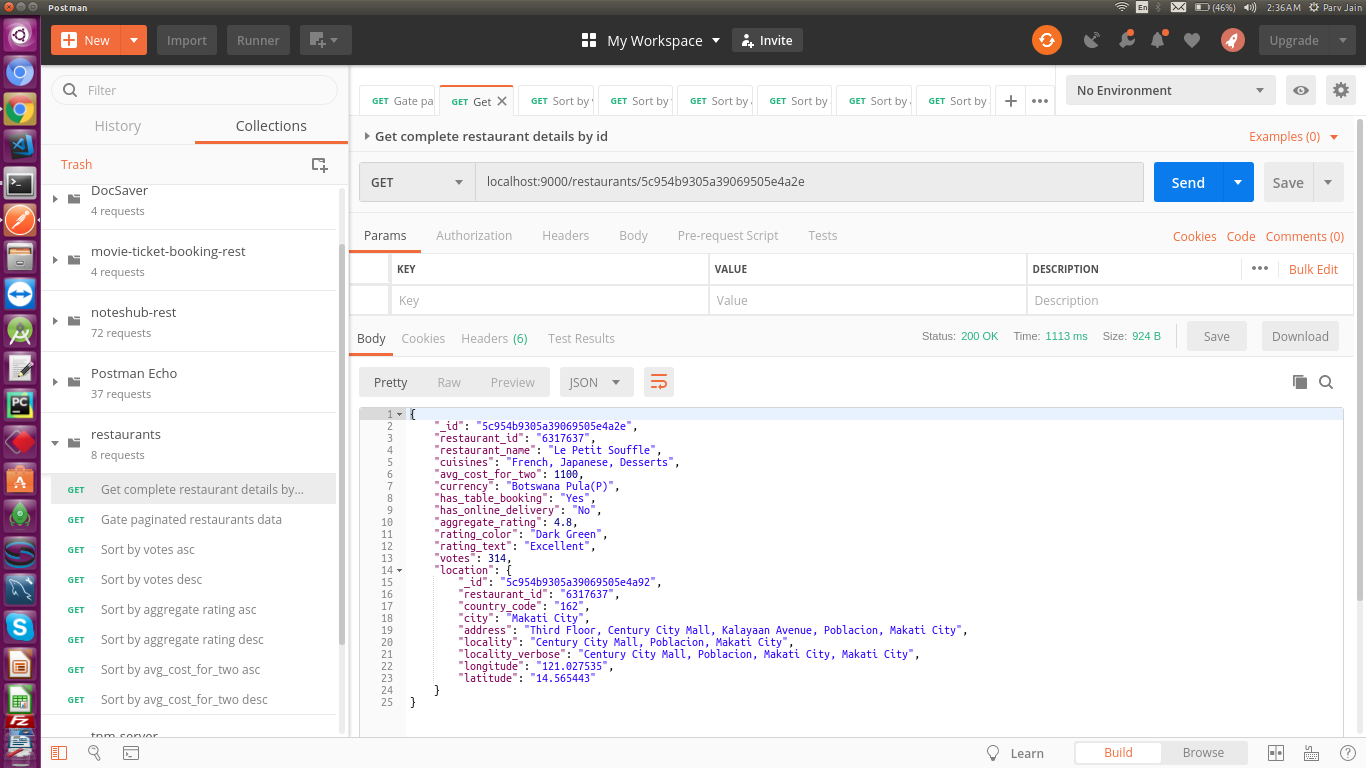 Postman
En
(46%)
2:36AM
Parv Jain
New
Import
Runner
My Workspace
Invite
Upgrade
Filter
History
Collections
Trash
DocSaver
4 requests
movie-ticket-booking-rest
4 requests
noteshub-rest
72 requests
Postman Echo
37 requests
restaurants
8 requests
GET Get complete restaurant details by...
GET Gate paginated restaurants data
GET Sort by votes asc
GET Sort by votes desc
GET Sort by aggregate rating asc
GET Sort by aggregate rating desc
GET Sort by avg_cost_for_two asc
GET Sort by avg_cost_for_two desc
tnm-server
GET Gate pa
GET Get
GET Sort by
GET Sort by
GET Sort by
GET Sort by
GET Sort by
GET Sort by
No Environment
Get complete restaurant details by id
Examples (0)
GET
localhost:9000/restaurants/5c954b9305a39069505e4a2e
Send
Save
Params Authorization Headers Body Pre-request Script Tests
Cookies Code Comments (0)
KEY VALUE DESCRIPTION
Bulk Edit
Key Value Description
Body Cookies Headers (6) Test Results
Status: 200 OK Time: 1113 ms Size: 924 B
Save
Download
Pretty Raw Preview
JSON
1 {
2 "_id": "5c954b9305a39069505e4a2e",
3 "restaurant_id": "6317637",
4 "restaurant_name": "Le Petit Souffle",
5 "cuisines": "French, Japanese, Desserts",
6 "avg_cost_for_two": 1100,
7 "currency": "Botswana Pula(P)",
8 "has_table_booking": "Yes",
9 "has_online_delivery": "No",
10 "aggregate_rating": 4.8,
11 "rating_color": "Dark Green",
12 "rating_text": "Excellent",
13 "votes": 314,
14 "location": {
15 "_id": "5c954b9305a39069505e4a92",
16 "restaurant_id": "6317637",
17 "country_code": "162",
18 "city": "Makati City",
19 "address": "Third Floor, Century City Mall, Kalayaan Avenue, Poblacion, Makati City",
20 "locality": "Century City Mall, Poblacion, Makati City",
21 "locality_verbose": "Century City Mall, Poblacion, Makati City, Makati City",
22 "longitude": "121.027535",
23 "latitude": "14.565443"
24 }
25 }
Learn
Build
Browse